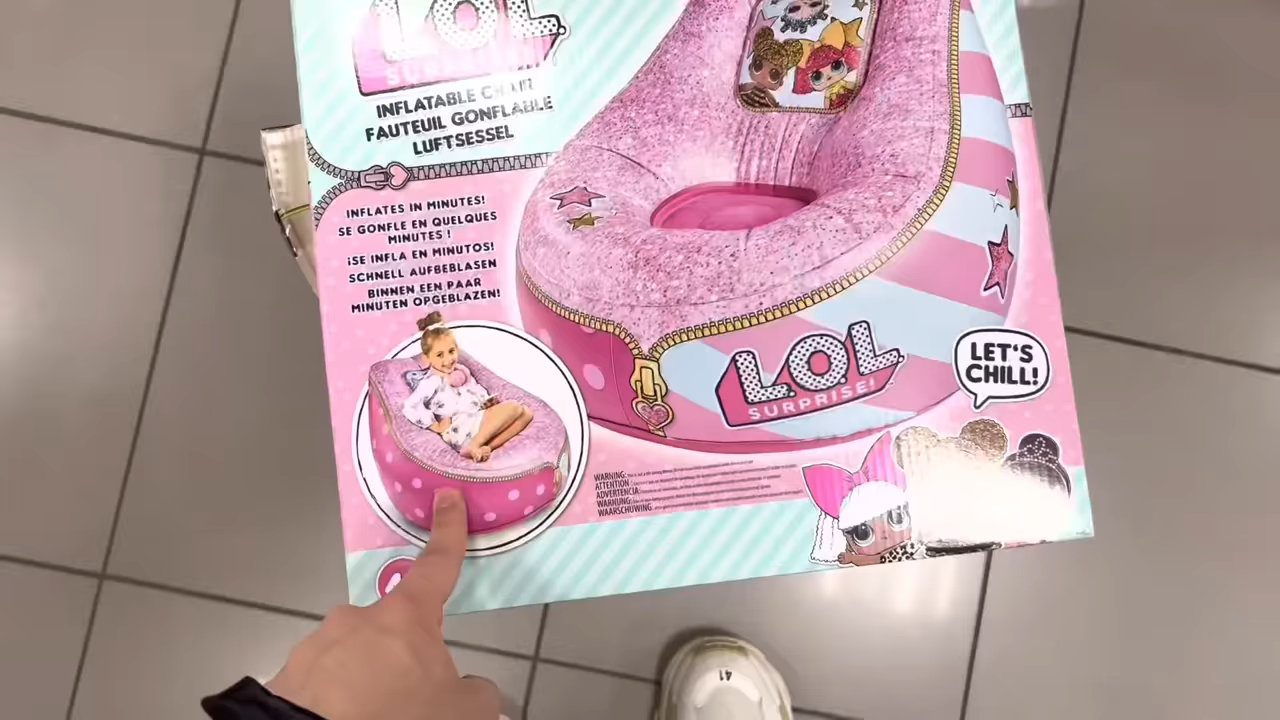 L.O.L.
SURPRISE!
INFLATABLE CHAIR
FAUTEUIL GONFLABLE
LUFTSESSEL
INFLATES IN MINUTES!
SE GONFLE EN QUELQUES
MINUTES !
¡SE INFLA EN MINUTOS!
SCHNELL AUFBEBLASEN
BINNEN EEN PAAR
MINUTEN OPGEBLAZEN!
L.O.L.
SURPRISE!
LET'S
CHILL!
WARNING:
ATTENTION :
ADVERTENCIA:
WARNUNG:
WAARSCHUWING:
41